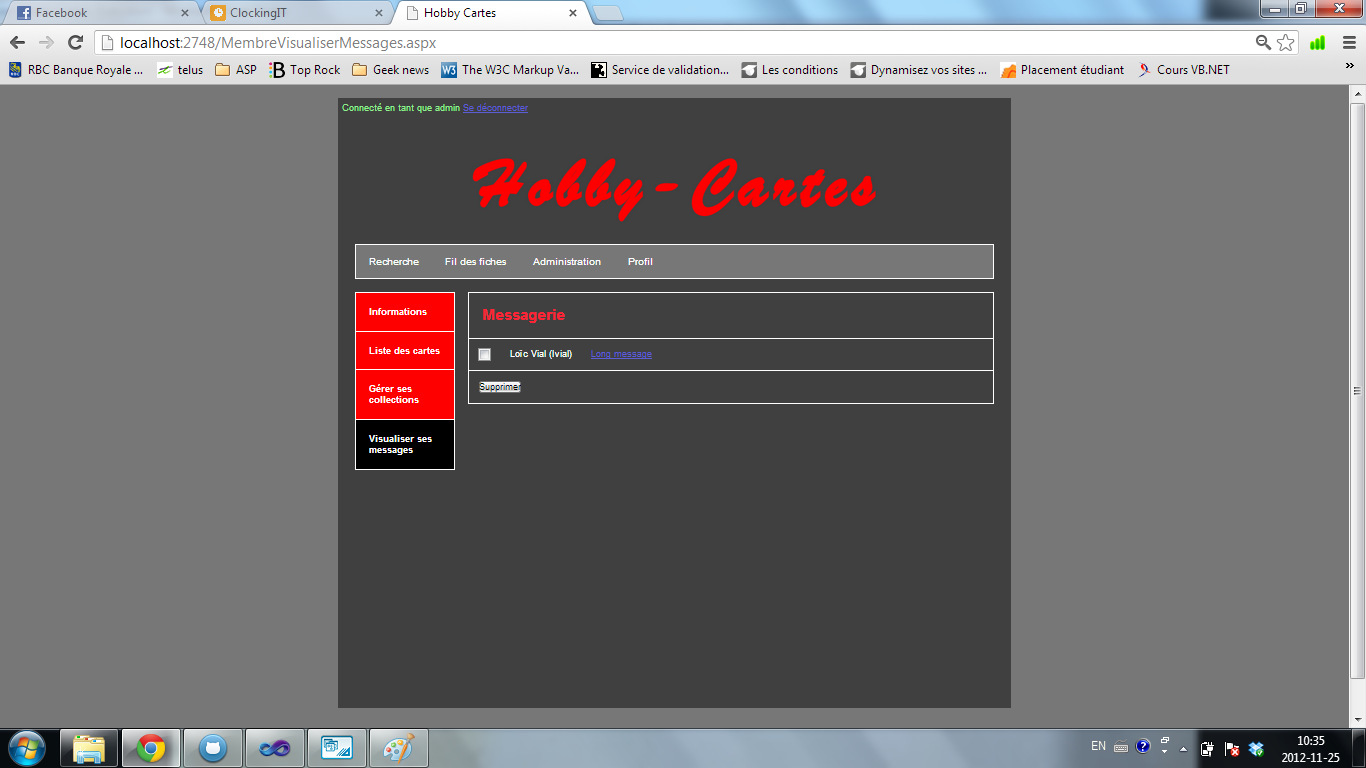 Facebook
ClockingIT
Hobby Cartes
localhost:2748/MembreVisualiserMessages.aspx
RBC Banque Royale ... telus ASP Top Rock Geek news The W3C Markup Va... Service de validation... Les conditions Dynamisez vos sites ... Placement étudiant Cours VB.NET »
Connecté en tant que admin Se déconnecter
Hobby-Cartes
Recherche Fil des fiches Administration Profil
Informations
Liste des cartes
Gérer ses
collections
Visualiser ses
messages
Messagerie
Loïc Vial (lvial) Long message
Supprimer
EN
10:35
2012-11-25